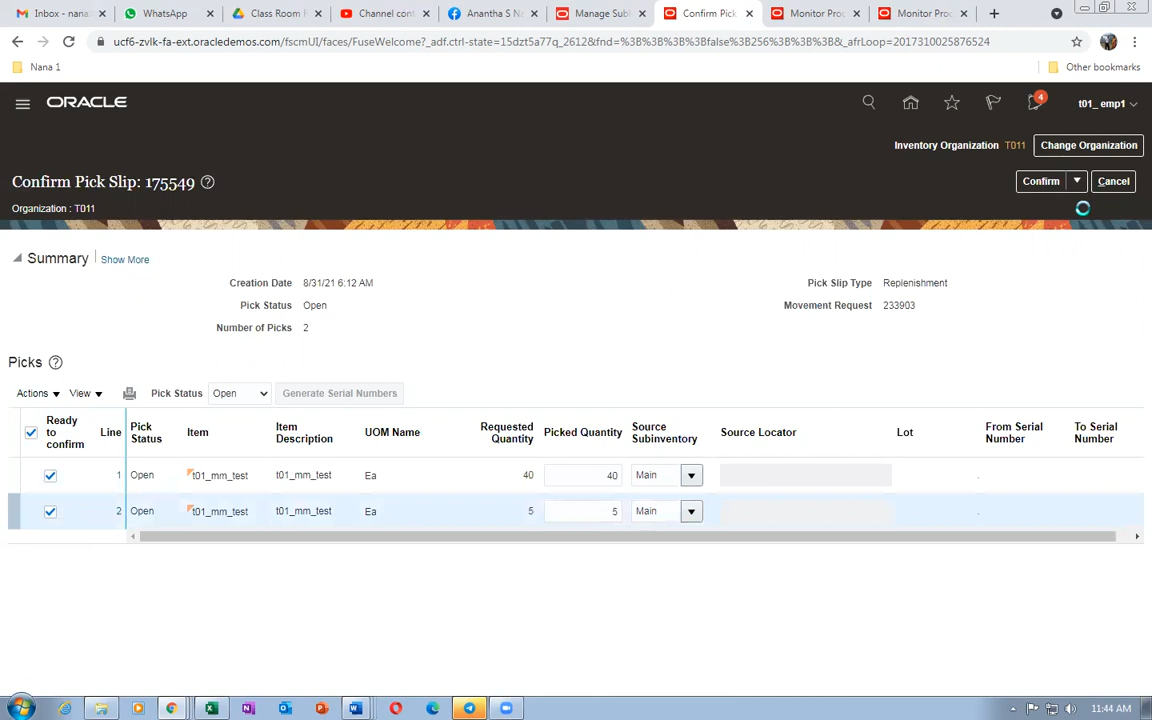 Inbox - nana:
WhatsApp
Class Room F
Channel cont
Anantha S Na
Manage Subi
Confirm Pick
Monitor Proc
Monitor Proc
ucf6-zvlk-fa-ext.oracledemos.com/fscmUI/faces/FuseWelcome?_adf.ctrl-state=15dzt5a77q_2612&fnd=%3B%3B%3B%3Bfalse%3B256%3B%3B%3B&_afrLoop=2017310025876524
Nana 1
Other bookmarks
ORACLE
4
t01_ emp1
Inventory Organization T011
Change Organization
Confirm Pick Slip: 175549
Confirm
Cancel
Organization : T011
Summary
Show More
Creation Date 8/31/21 6:12 AM
Pick Slip Type Replenishment
Pick Status Open
Movement Request 233903
Number of Picks 2
Picks
Actions
View
Pick Status
Open
Generate Serial Numbers
Ready to confirm
Line
Pick Status
Item
Item Description
UOM Name
Requested Quantity
Picked Quantity
Source Subinventory
Source Locator
Lot
From Serial Number
To Serial Number
1 Open t01_mm_test t01_mm_test Ea 40 40 Main
2 Open t01_mm_test t01_mm_test Ea 5 5 Main
11:44 AM